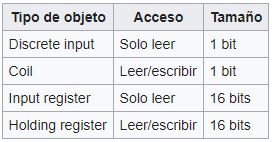 Tipo de objeto Acceso Tamaño
Discrete input Solo leer 1 bit
Coil Leer/escribir 1 bit
Input register Solo leer 16 bits
Holding register Leer/escribir 16 bits